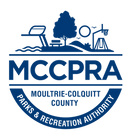 MCCPRA
MOULTRIE-COLQUITT
COUNTY
PARKS & RECREATION AUTHORITY